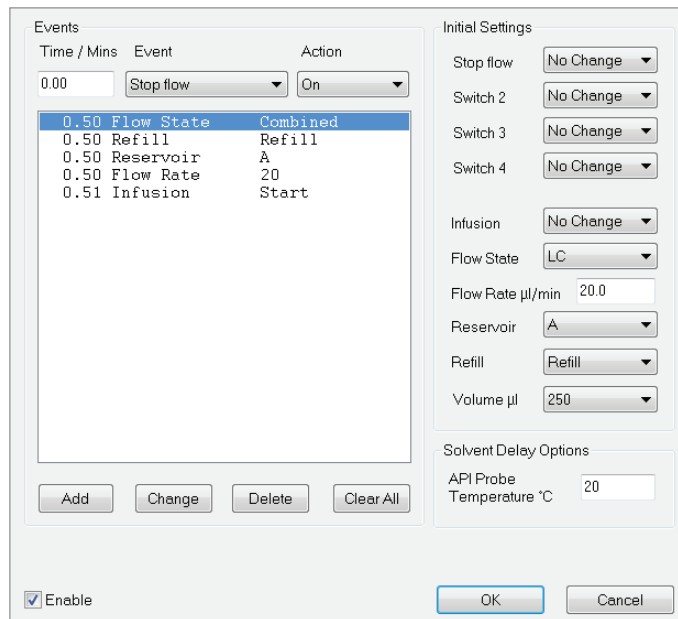 Events
Time / Mins Event Action
0.00 Stop flow On
0.50 Flow State Combined
0.50 Refill Refill
0.50 Reservoir A
0.50 Flow Rate 20
0.51 Infusion Start
Add Change Delete Clear All
Initial Settings
Stop flow No Change
Switch 2 No Change
Switch 3 No Change
Switch 4 No Change
Infusion No Change
Flow State LC
Flow Rate µl/min 20.0
Reservoir A
Refill Refill
Volume µl 250
Solvent Delay Options
API Probe
Temperature °C 20
Enable OK Cancel